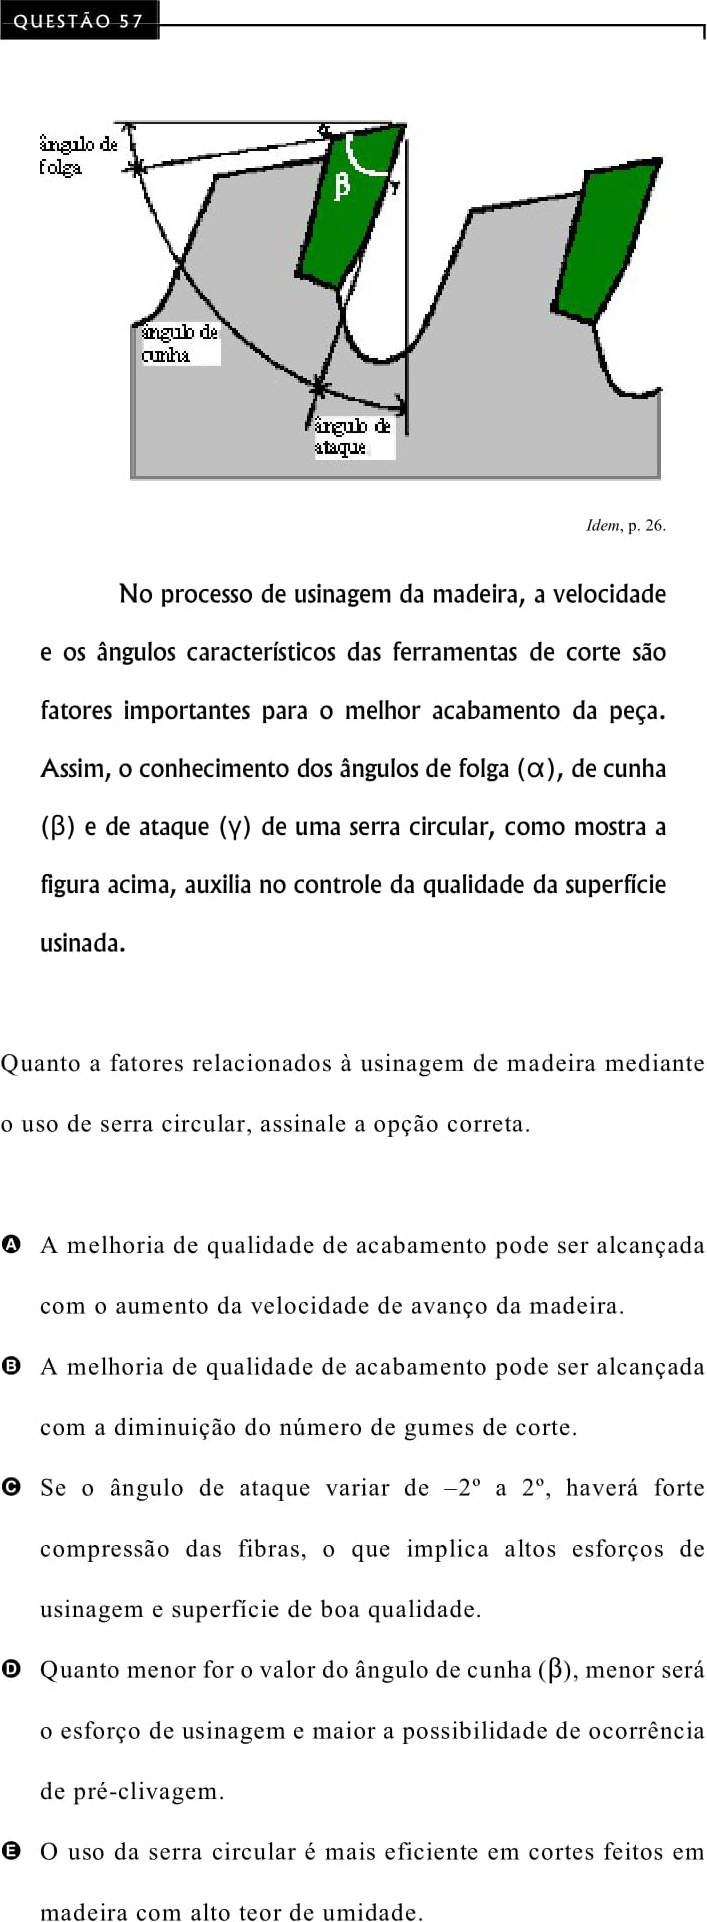 QUESTÃO 57
ângulo de
folga
α
β
γ
ângulo de
cunha
ângulo de
ataque
Idem, p. 26.
No processo de usinagem da madeira, a velocidade
e os ângulos característicos das ferramentas de corte são
fatores importantes para o melhor acabamento da peça.
Assim, o conhecimento dos ângulos de folga (α), de cunha
(β) e de ataque (γ) de uma serra circular, como mostra a
figura acima, auxilia no controle da qualidade da superfície
usinada.
Quanto a fatores relacionados à usinagem de madeira mediante
o uso de serra circular, assinale a opção correta.
A A melhoria de qualidade de acabamento pode ser alcançada
com o aumento da velocidade de avanço da madeira.
B A melhoria de qualidade de acabamento pode ser alcançada
com a diminuição do número de gumes de corte.
C Se o ângulo de ataque variar de –2º a 2º, haverá forte
compressão das fibras, o que implica altos esforços de
usinagem e superfície de boa qualidade.
D Quanto menor for o valor do ângulo de cunha (β), menor será
o esforço de usinagem e maior a possibilidade de ocorrência
de pré-clivagem.
E O uso da serra circular é mais eficiente em cortes feitos em
madeira com alto teor de umidade.